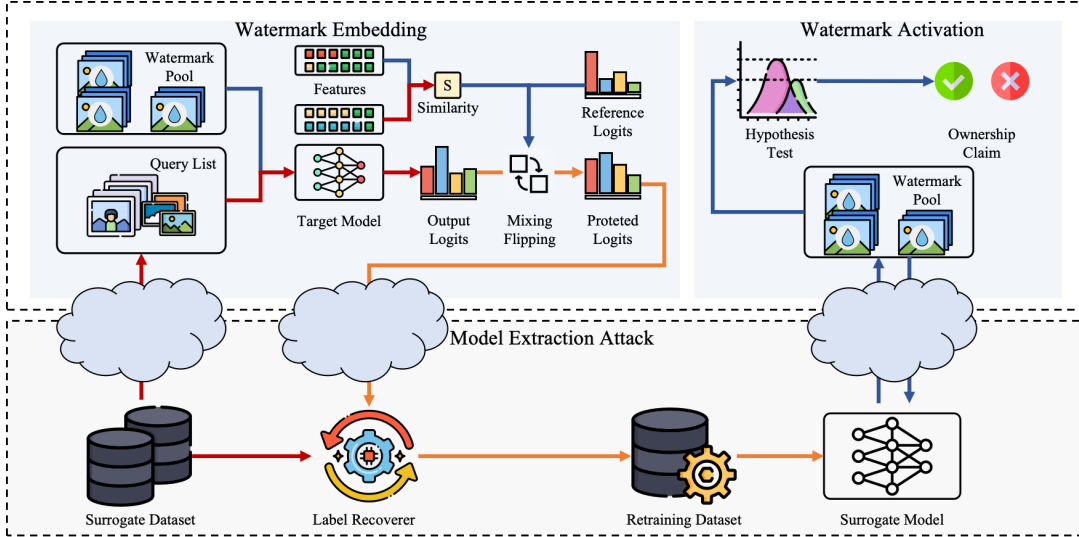 Watermark Embedding
Watermark Activation
Watermark
Pool
Features
S
Similarity
Reference
Logits
Hypothesis
Test
Ownership
Claim
Query List
Target Model
Output
Logits
Mixing
Flipping
Proteted Logits
Watermark
Pool
Model Extraction Attack
Surrogate Dataset
Label Recoverer
Retraining Dataset
C
Surrogate Model